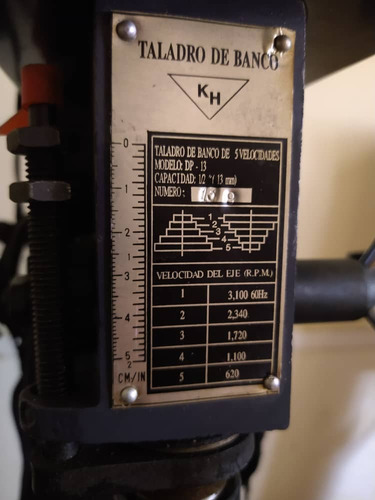 TALADRO DE BANCO
KH
TALADRO DE BANCO DE 5 VELOCIDADES
MODELO: DP - 13
CAPACIDAD: 1/2 "( 13 mm)
NUMERO:
1
2
3
4
5
VELOCIDAD DEL EJE (R.P.M.)
1 3,100 60Hz
2 2,340
3 1,720
4 1,100
5 620
0
1
1
2
3
4
5 2
CM/IN